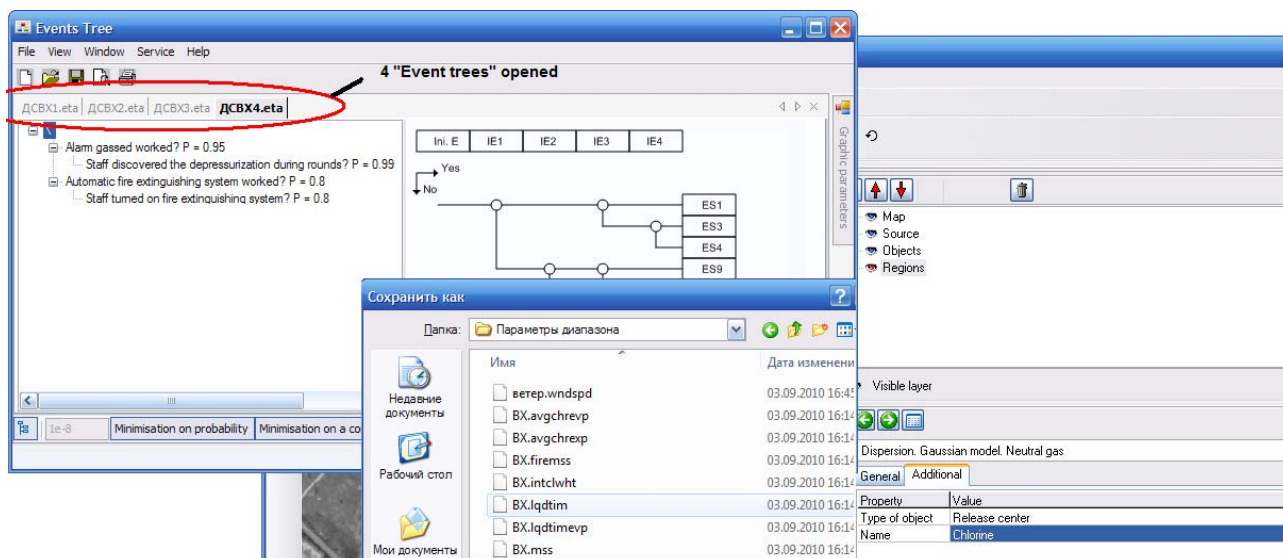 Events Tree
File View Window Service Help
4 "Event trees" opened
ДСВХ1.eta ДСВХ2.eta ДСВХ3.eta ДСВХ4.eta
Alarm gassed worked? P = 0.95
Staff discovered the depressurization during rounds? P = 0.99
Automatic fire extinguishing system worked? P = 0.8
Staff turned on fire extinguishing system? P = 0.8
Ini. E IE1 IE2 IE3 IE4
Yes
No
ES1
ES3
ES4
ES9
Graphic parameters
1e-8 Minimisation on probability Minimisation on a co
Сохранить как
Папка: Параметры диапазона
Имя Дата изменени
Недавние документы
Рабочий стол
Мои документы
ветер.wndspd 03.09.2010 16:45
BX.avgchrevp 03.09.2010 16:14
BX.avgchrexp 03.09.2010 16:14
BX.firemss 03.09.2010 16:14
BX.intclwht 03.09.2010 16:14
BX.lqdtim 03.09.2010 16:14
BX.lqdtimevp 03.09.2010 16:14
BX.mss 03.09.2010 16:14
Map
Source
Objects
Regions
Visible layer
Dispersion. Gaussian model. Neutral gas
General Additional
Property Value
Type of object Release center
Name Chlorine